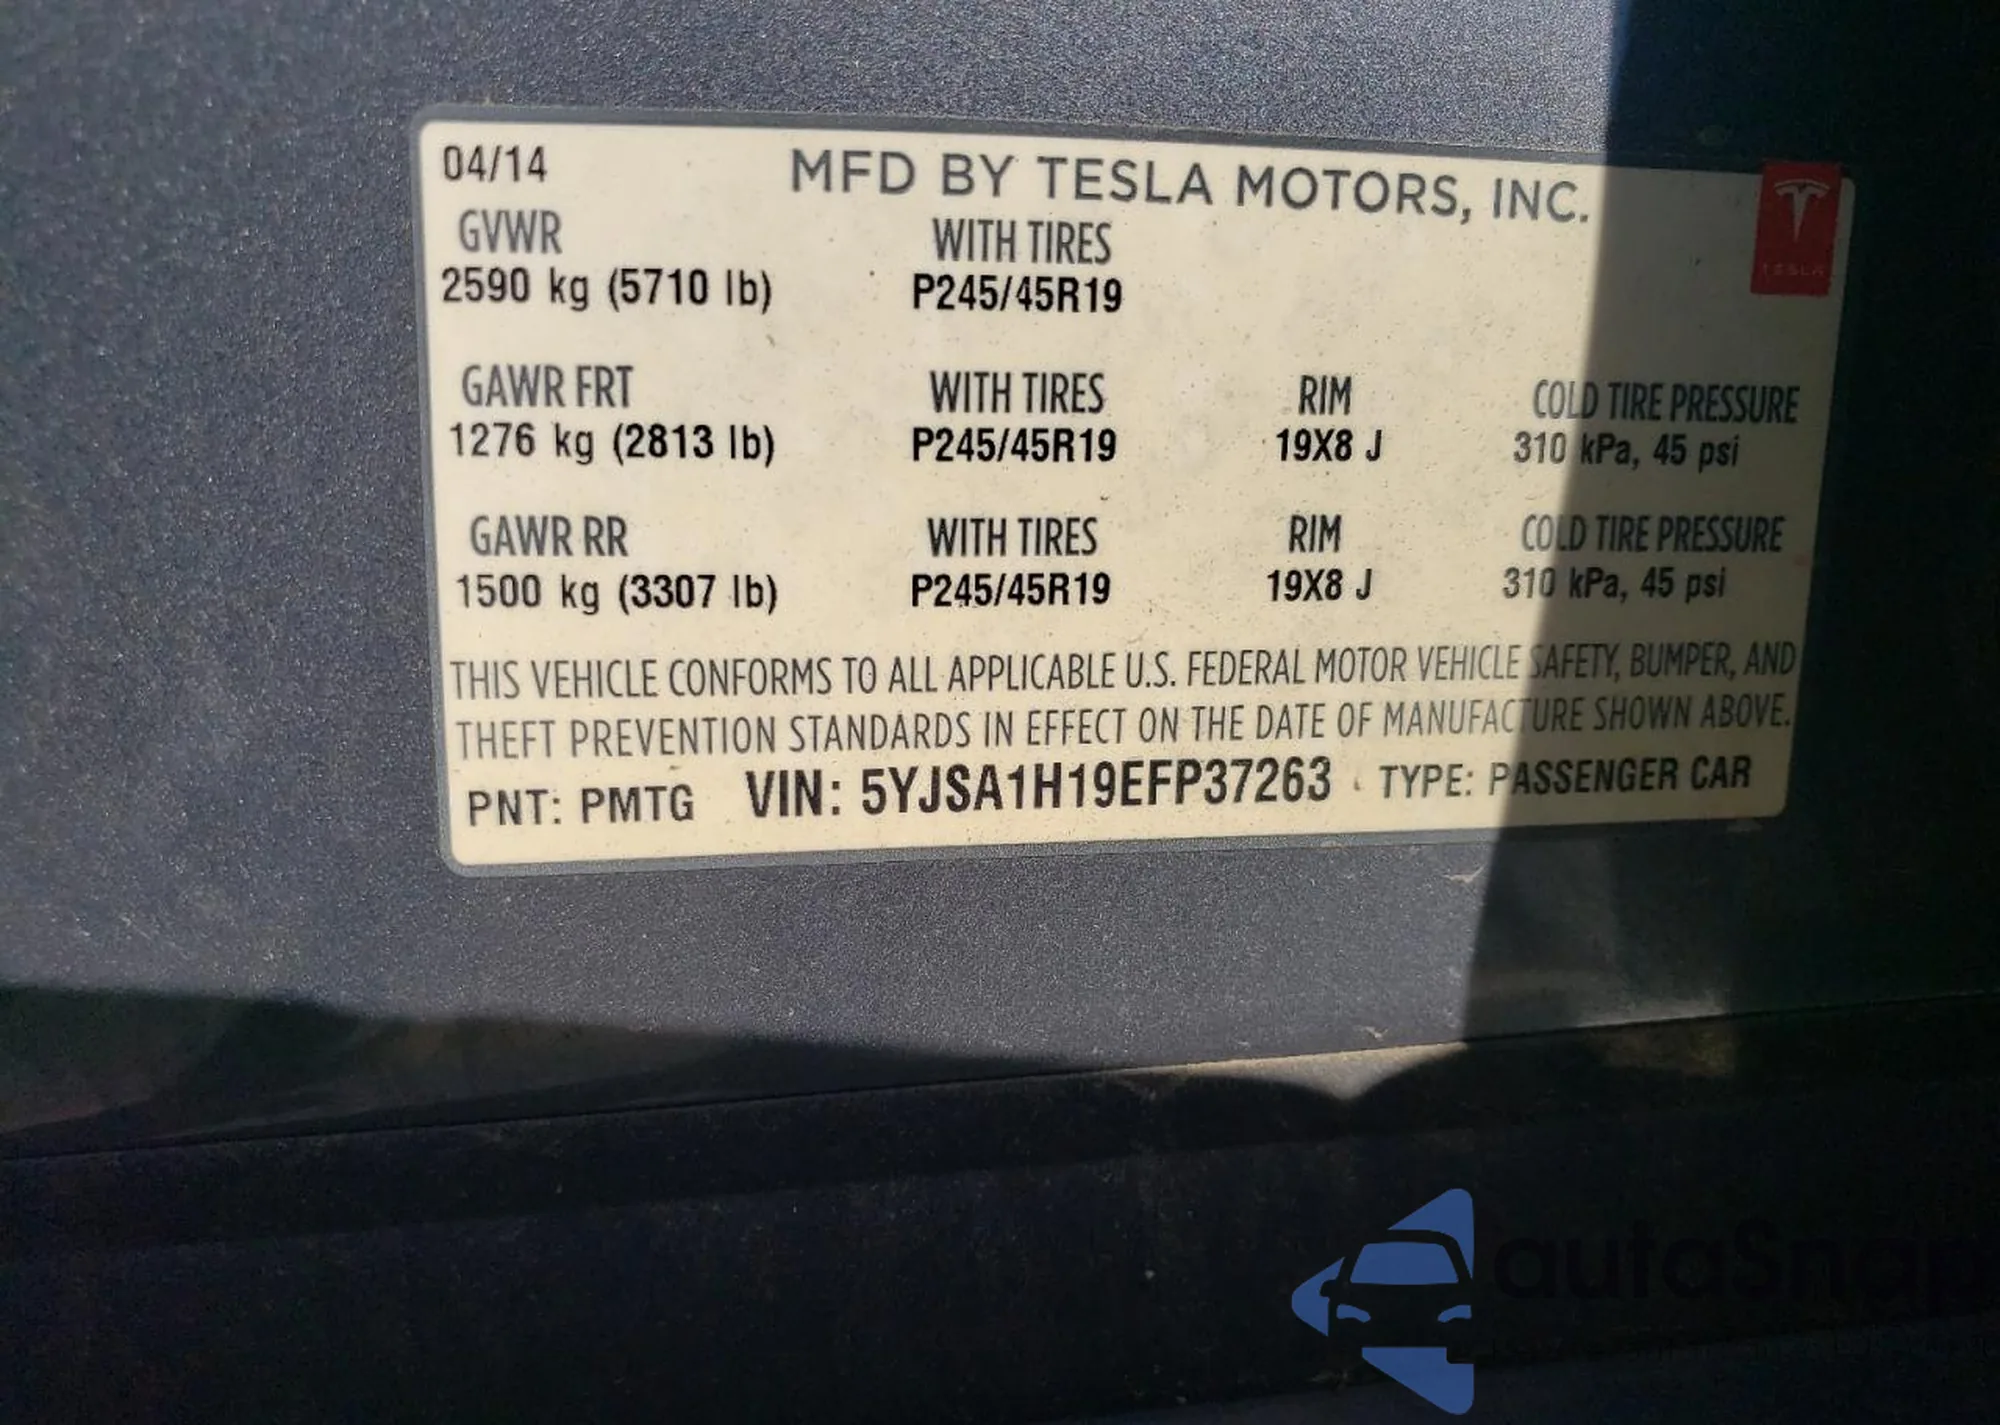 04/14 MFD BY TESLA MOTORS, INC.
GVWR WITH TIRES
2590 kg (5710 lb) P245/45R19
TESLA
GAWR FRT WITH TIRES RIM COLD TIRE PRESSURE
1276 kg (2813 lb) P245/45R19 19X8 J 310 kPa, 45 psi
GAWR RR WITH TIRES RIM COLD TIRE PRESSURE
1500 kg (3307 lb) P245/45R19 19X8 J 310 kPa, 45 psi
THIS VEHICLE CONFORMS TO ALL APPLICABLE U.S. FEDERAL MOTOR VEHICLE SAFETY, BUMPER, AND
THEFT PREVENTION STANDARDS IN EFFECT ON THE DATE OF MANUFACTURE SHOWN ABOVE.
PNT: PMTG VIN: 5YJSA1H19EFP37263 TYPE: PASSENGER CAR
autaSnap